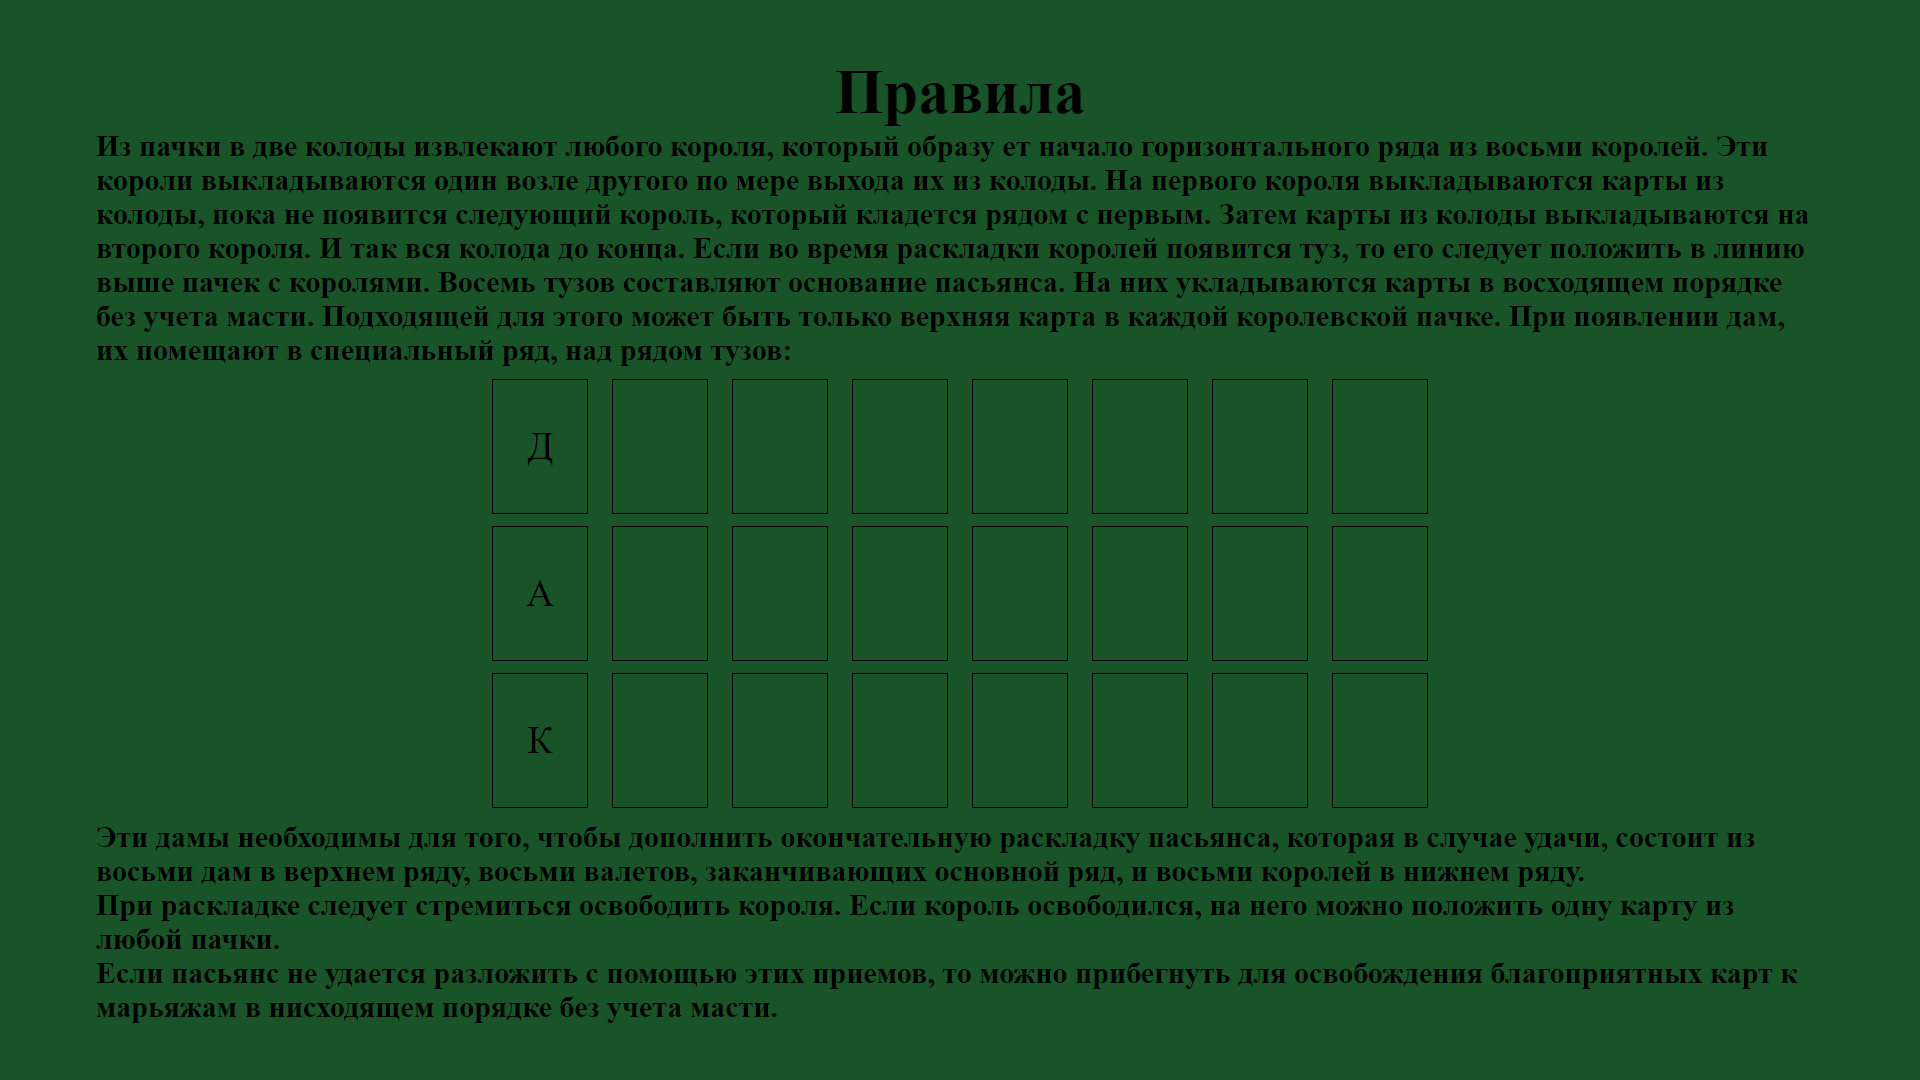 Правила
Из пачки в две колоды извлекают любого короля, который образу ет начало горизонтального ряда из восьми королей. Эти
короли выкладываются один возле другого по мере выхода их из колоды. На первого короля выкладываются карты из
колоды, пока не появится следующий король, который кладется рядом с первым. Затем карты из колоды выкладываются на
второго короля. И так вся колода до конца. Если во время раскладки королей появится туз, то его следует положить в линию
выше пачек с королями. Восемь тузов составляют основание пасьянса. На них укладываются карты в восходящем порядке
без учета масти. Подходящей для этого может быть только верхняя карта в каждой королевской пачке. При появлении дам,
их помещают в специальный ряд, над рядом тузов:
Д
А
К
Эти дамы необходимы для того, чтобы дополнить окончательную раскладку пасьянса, которая в случае удачи, состоит из
восьми дам в верхнем ряду, восьми валетов, заканчивающих основной ряд, и восьми королей в нижнем ряду.
При раскладке следует стремиться освободить короля. Если король освободился, на него можно положить одну карту из
любой пачки.
Если пасьянс не удается разложить с помощью этих приемов, то можно прибегнуть для освобождения благоприятных карт к
марьяжам в нисходящем порядке без учета масти.